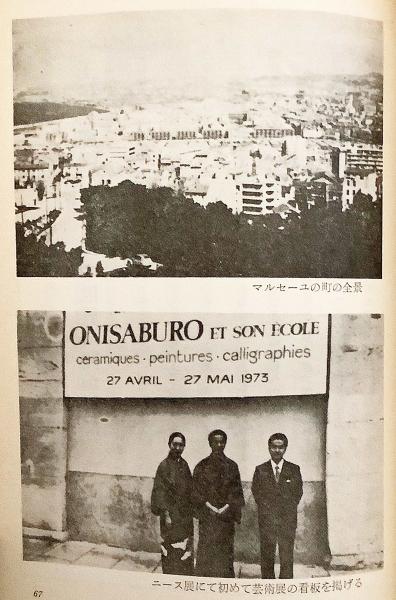 マルセーユの町の全景
ONISABURO ET SON ÉCOLE
céramiques · peintures · calligraphies
27 AVRIL – 27 MAI 1973
ニース展にて初めて芸術展の看板を掲げる
67